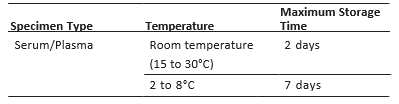 Specimen Type Temperature Maximum Storage Time
Serum/Plasma Room temperature (15 to 30°C) 2 days
2 to 8°C 7 days